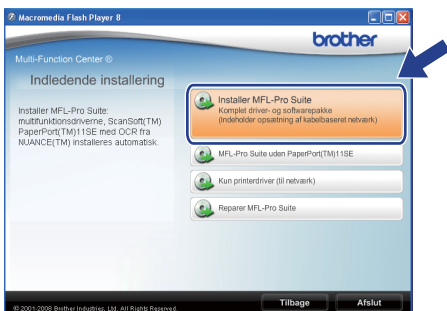 Macromedia Flash Player 8
brother
Multi-Function Center ®
Indledende installering
Installer MFL-Pro Suite:
multifunktionsdriverne, ScanSoft(TM)
PaperPort(TM)11SE med OCR fra
NUANCE(TM) installeres automatisk.
Installer MFL-Pro Suite
Komplet driver- og softwarepakke
(Indeholder opsætning af kabelbaseret netværk)
MFL-Pro Suite uden PaperPort(TM)11SE
Kun printerdriver (til netværk)
Reparer MFL-Pro Suite
© 2001-2008 Brother Industries, Ltd. All Rights Reserved.
Tilbage
Afslut